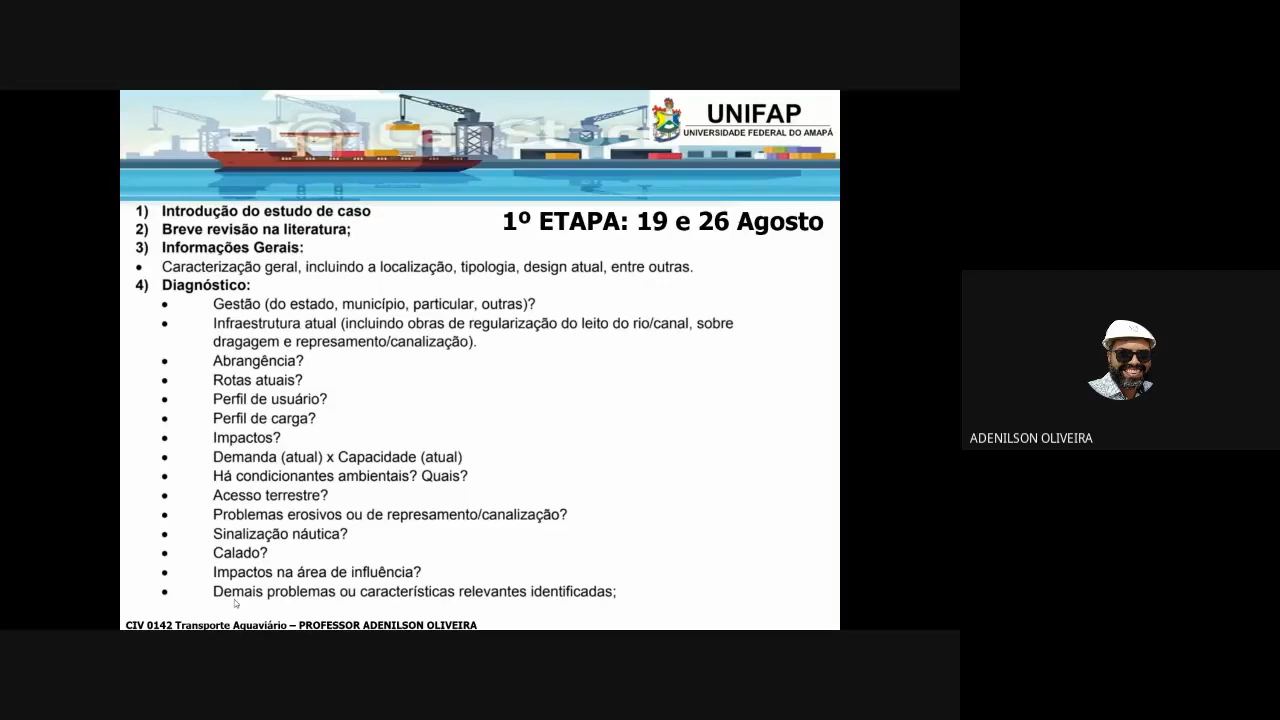 UNIFAP
UNIVERSIDADE FEDERAL DO AMAPÁ
1º ETAPA: 19 e 26 Agosto
1) Introdução do estudo de caso
2) Breve revisão na literatura;
3) Informações Gerais:
• Caracterização geral, incluindo a localização, tipologia, design atual, entre outras.
4) Diagnóstico:
• Gestão (do estado, município, particular, outras)?
• Infraestrutura atual (incluindo obras de regularização do leito do rio/canal, sobre
dragagem e represamento/canalização).
• Abrangência?
• Rotas atuais?
• Perfil de usuário?
• Perfil de carga?
• Impactos?
• Demanda (atual) x Capacidade (atual)
• Há condicionantes ambientais? Quais?
• Acesso terrestre?
• Problemas erosivos ou de represamento/canalização?
• Sinalização náutica?
• Calado?
• Impactos na área de influência?
• Demais problemas ou características relevantes identificadas;
CIV 0142 Transporte Aquaviário – PROFESSOR ADENILSON OLIVEIRA
ADENILSON OLIVEIRA